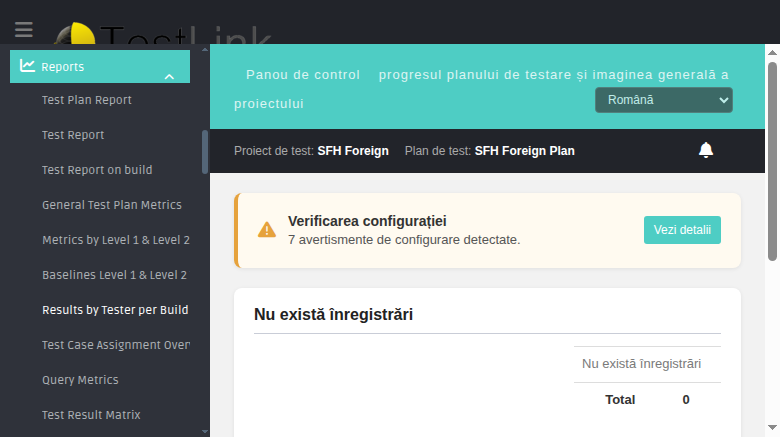 TestLink
Reports
Test Plan Report
Test Report
Test Report on build
General Test Plan Metrics
Metrics by Level 1 & Level 2
Baselines Level 1 & Level 2
Results by Tester per Build
Test Case Assignment Over
Query Metrics
Test Result Matrix
Panou de control progresul planului de testare și imaginea generală a
proiectului
Română
Proiect de test: SFH Foreign Plan de test: SFH Foreign Plan
Verificarea configurației
7 avertismente de configurare detectate.
Vezi detalii
Nu există înregistrări
Nu există înregistrări
Total 0